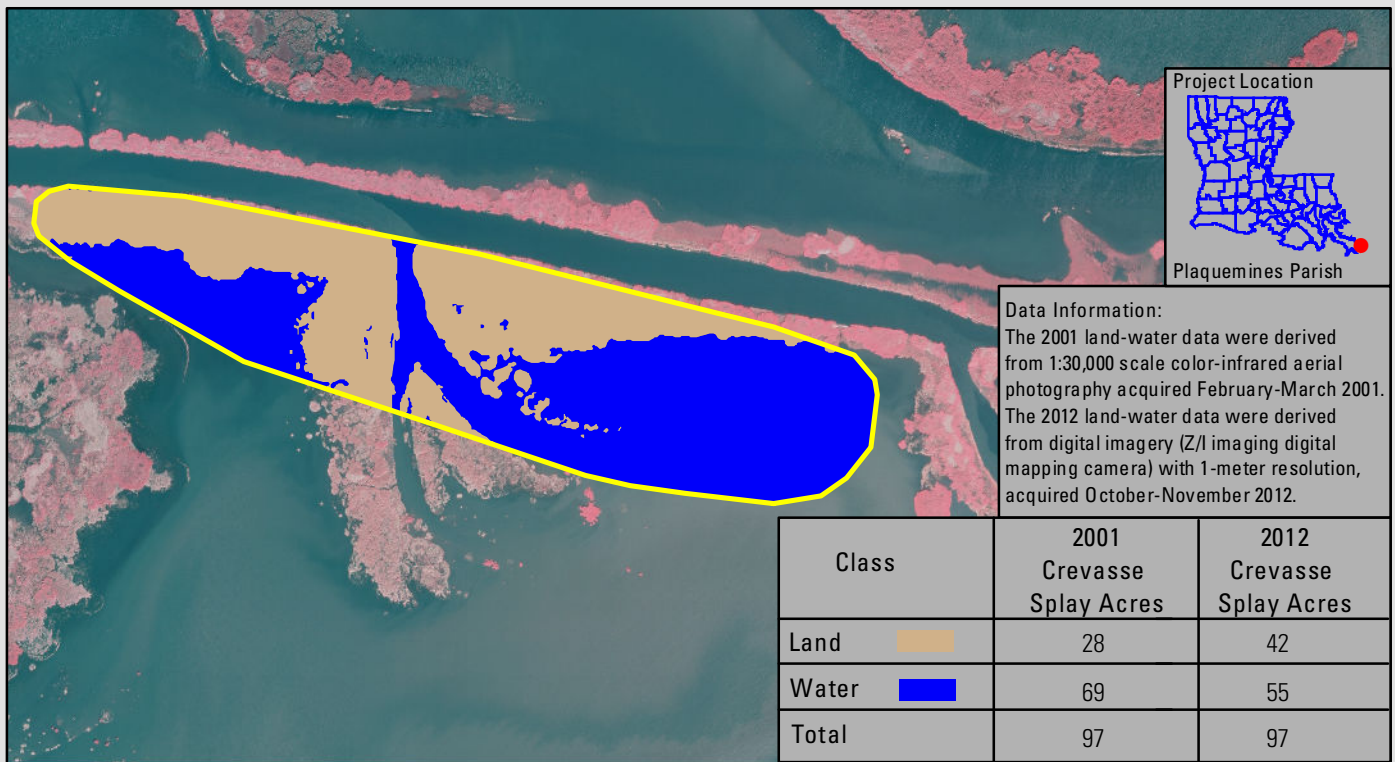 Project Location
Plaquemines Parish
Data Information:
The 2001 land-water data were derived
from 1:30,000 scale color-infrared aerial
photography acquired February-March 2001.
The 2012 land-water data were derived
from digital imagery (Z/I imaging digital
mapping camera) with 1-meter resolution,
acquired October-November 2012.
Class
2001
Crevasse
Splay Acres
2012
Crevasse
Splay Acres
Land 28 42
Water 69 55
Total 97 97